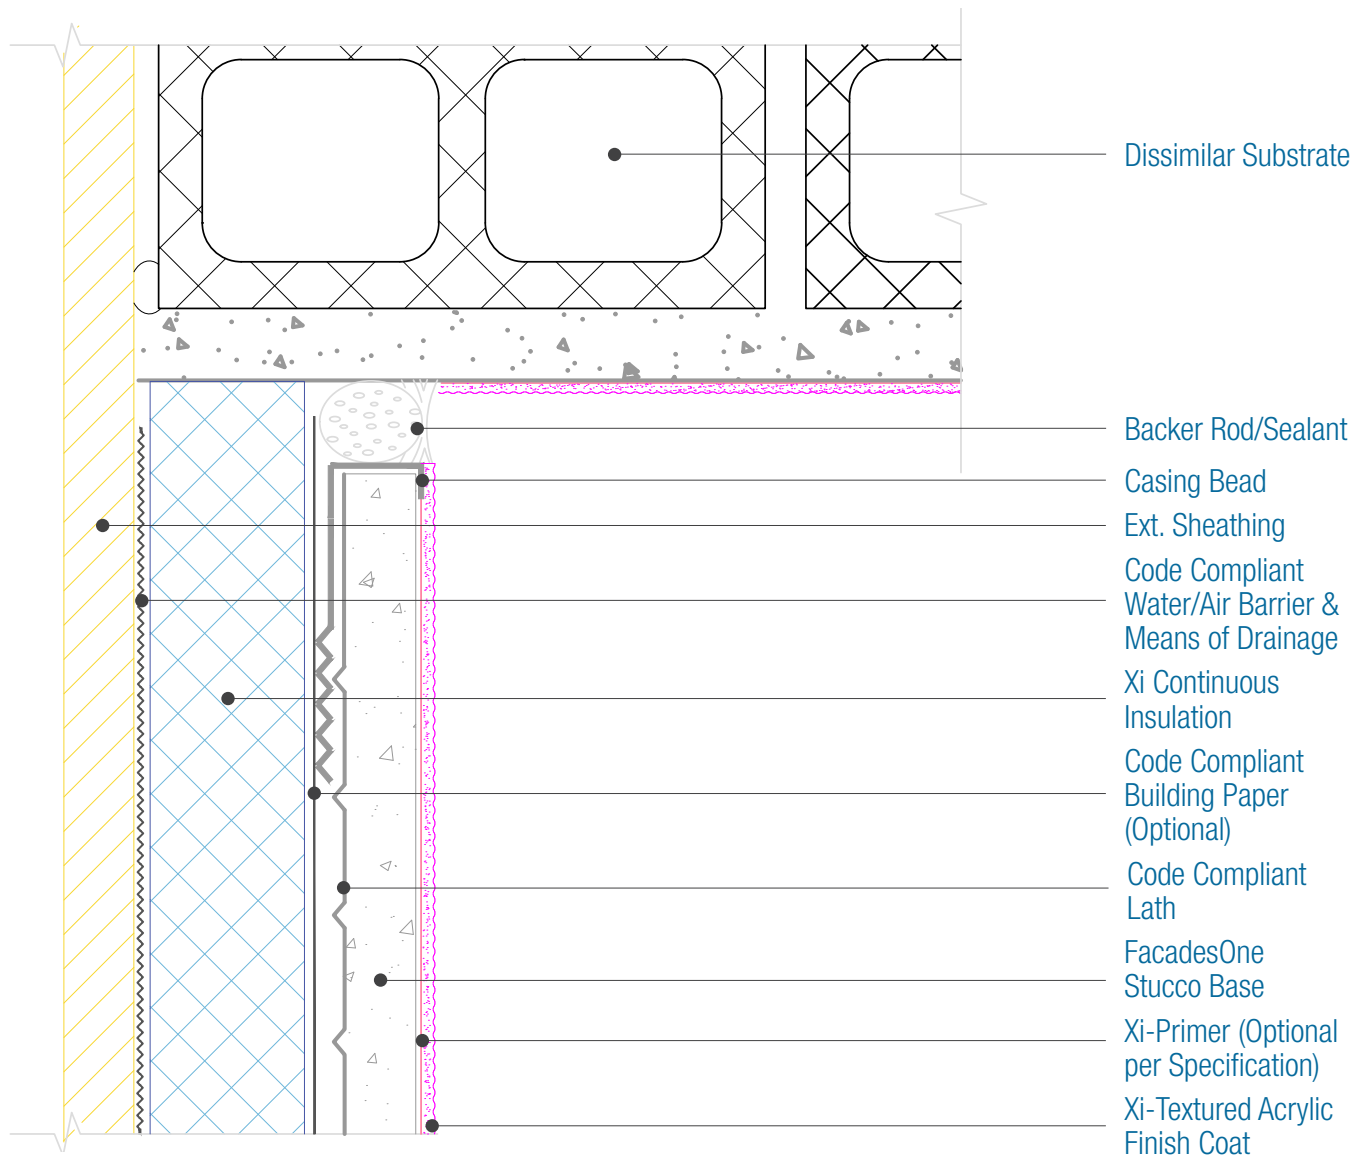 Dissimilar Substrate
Backer Rod/Sealant
Casing Bead
Ext. Sheathing
Code Compliant
Water/Air Barrier &
Means of Drainage
Xi Continuous
Insulation
Code Compliant
Building Paper
(Optional)
Code Compliant
Lath
FacadesOne
Stucco Base
Xi-Primer (Optional
per Specification)
Xi-Textured Acrylic
Finish Coat